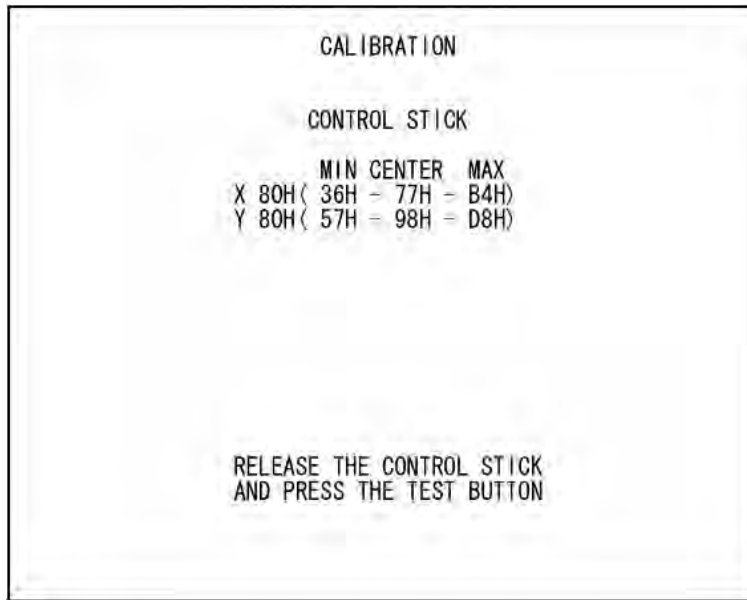 CALIBRATION
CONTROL STICK
MIN CENTER MAX
X 80H( 36H - 77H - B4H)
Y 80H( 57H - 98H - D8H)
RELEASE THE CONTROL STICK
AND PRESS THE TEST BUTTON